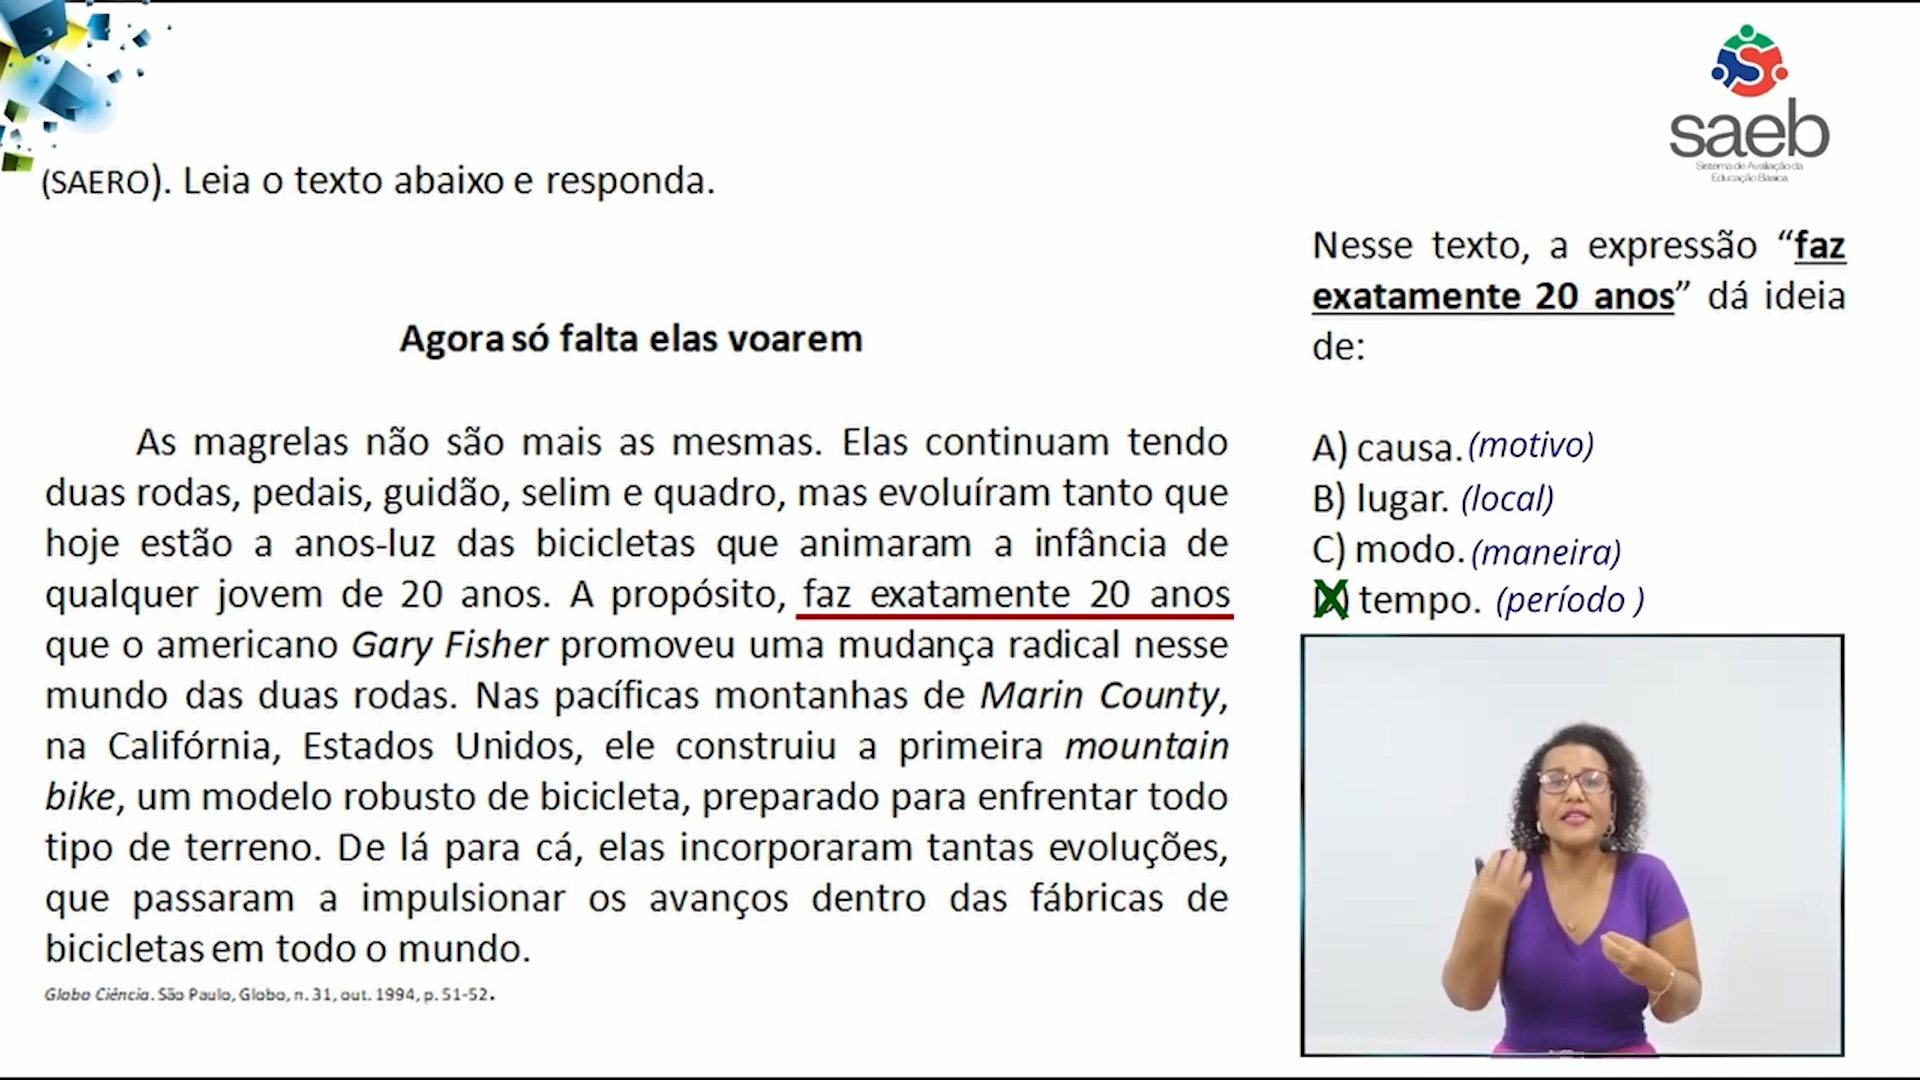 saeb
Sistema de Avaliação da
Educação Básica
(SAERO). Leia o texto abaixo e responda.
Agora só falta elas voarem
As magrelas não são mais as mesmas. Elas continuam tendo
duas rodas, pedais, guidão, selim e quadro, mas evoluíram tanto que
hoje estão a anos-luz das bicicletas que animaram a infância de
qualquer jovem de 20 anos. A propósito, faz exatamente 20 anos
que o americano Gary Fisher promoveu uma mudança radical nesse
mundo das duas rodas. Nas pacíficas montanhas de Marin County,
na Califórnia, Estados Unidos, ele construiu a primeira mountain
bike, um modelo robusto de bicicleta, preparado para enfrentar todo
tipo de terreno. De lá para cá, elas incorporaram tantas evoluções,
que passaram a impulsionar os avanços dentro das fábricas de
bicicletas em todo o mundo.
Globo Ciência. São Paulo, Globo, n. 31, out. 1994, p. 51-52.
Nesse texto, a expressão “faz
exatamente 20 anos” dá ideia
de:
A) causa. (motivo)
B) lugar. (local)
C) modo. (maneira)
D) tempo. (período )